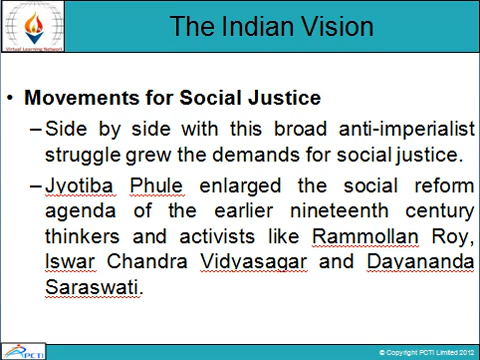 The Indian Vision
Virtual Learning Network
• Movements for Social Justice
–Side by side with this broad anti-imperialist
struggle grew the demands for social justice.
–Jyotiba Phule enlarged the social reform
agenda of the earlier nineteenth century
thinkers and activists like Rammollan Roy,
Iswar Chandra Vidyasagar and Dayananda
Saraswati.
PCTI
© Copyright PCTI Limited 2012